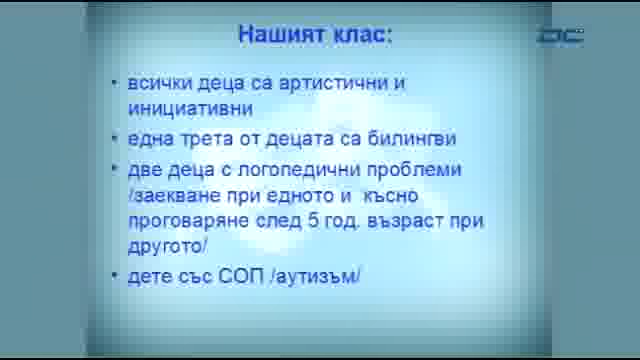 Нашият клас:
• всички деца са артистични и
инициативни
• една трета от децата са билингви
• две деца с логопедични проблеми
/заекване при едното и късно
проговаряне след 5 год. възраст при
другото/
• дете със СОП /аутизъм/